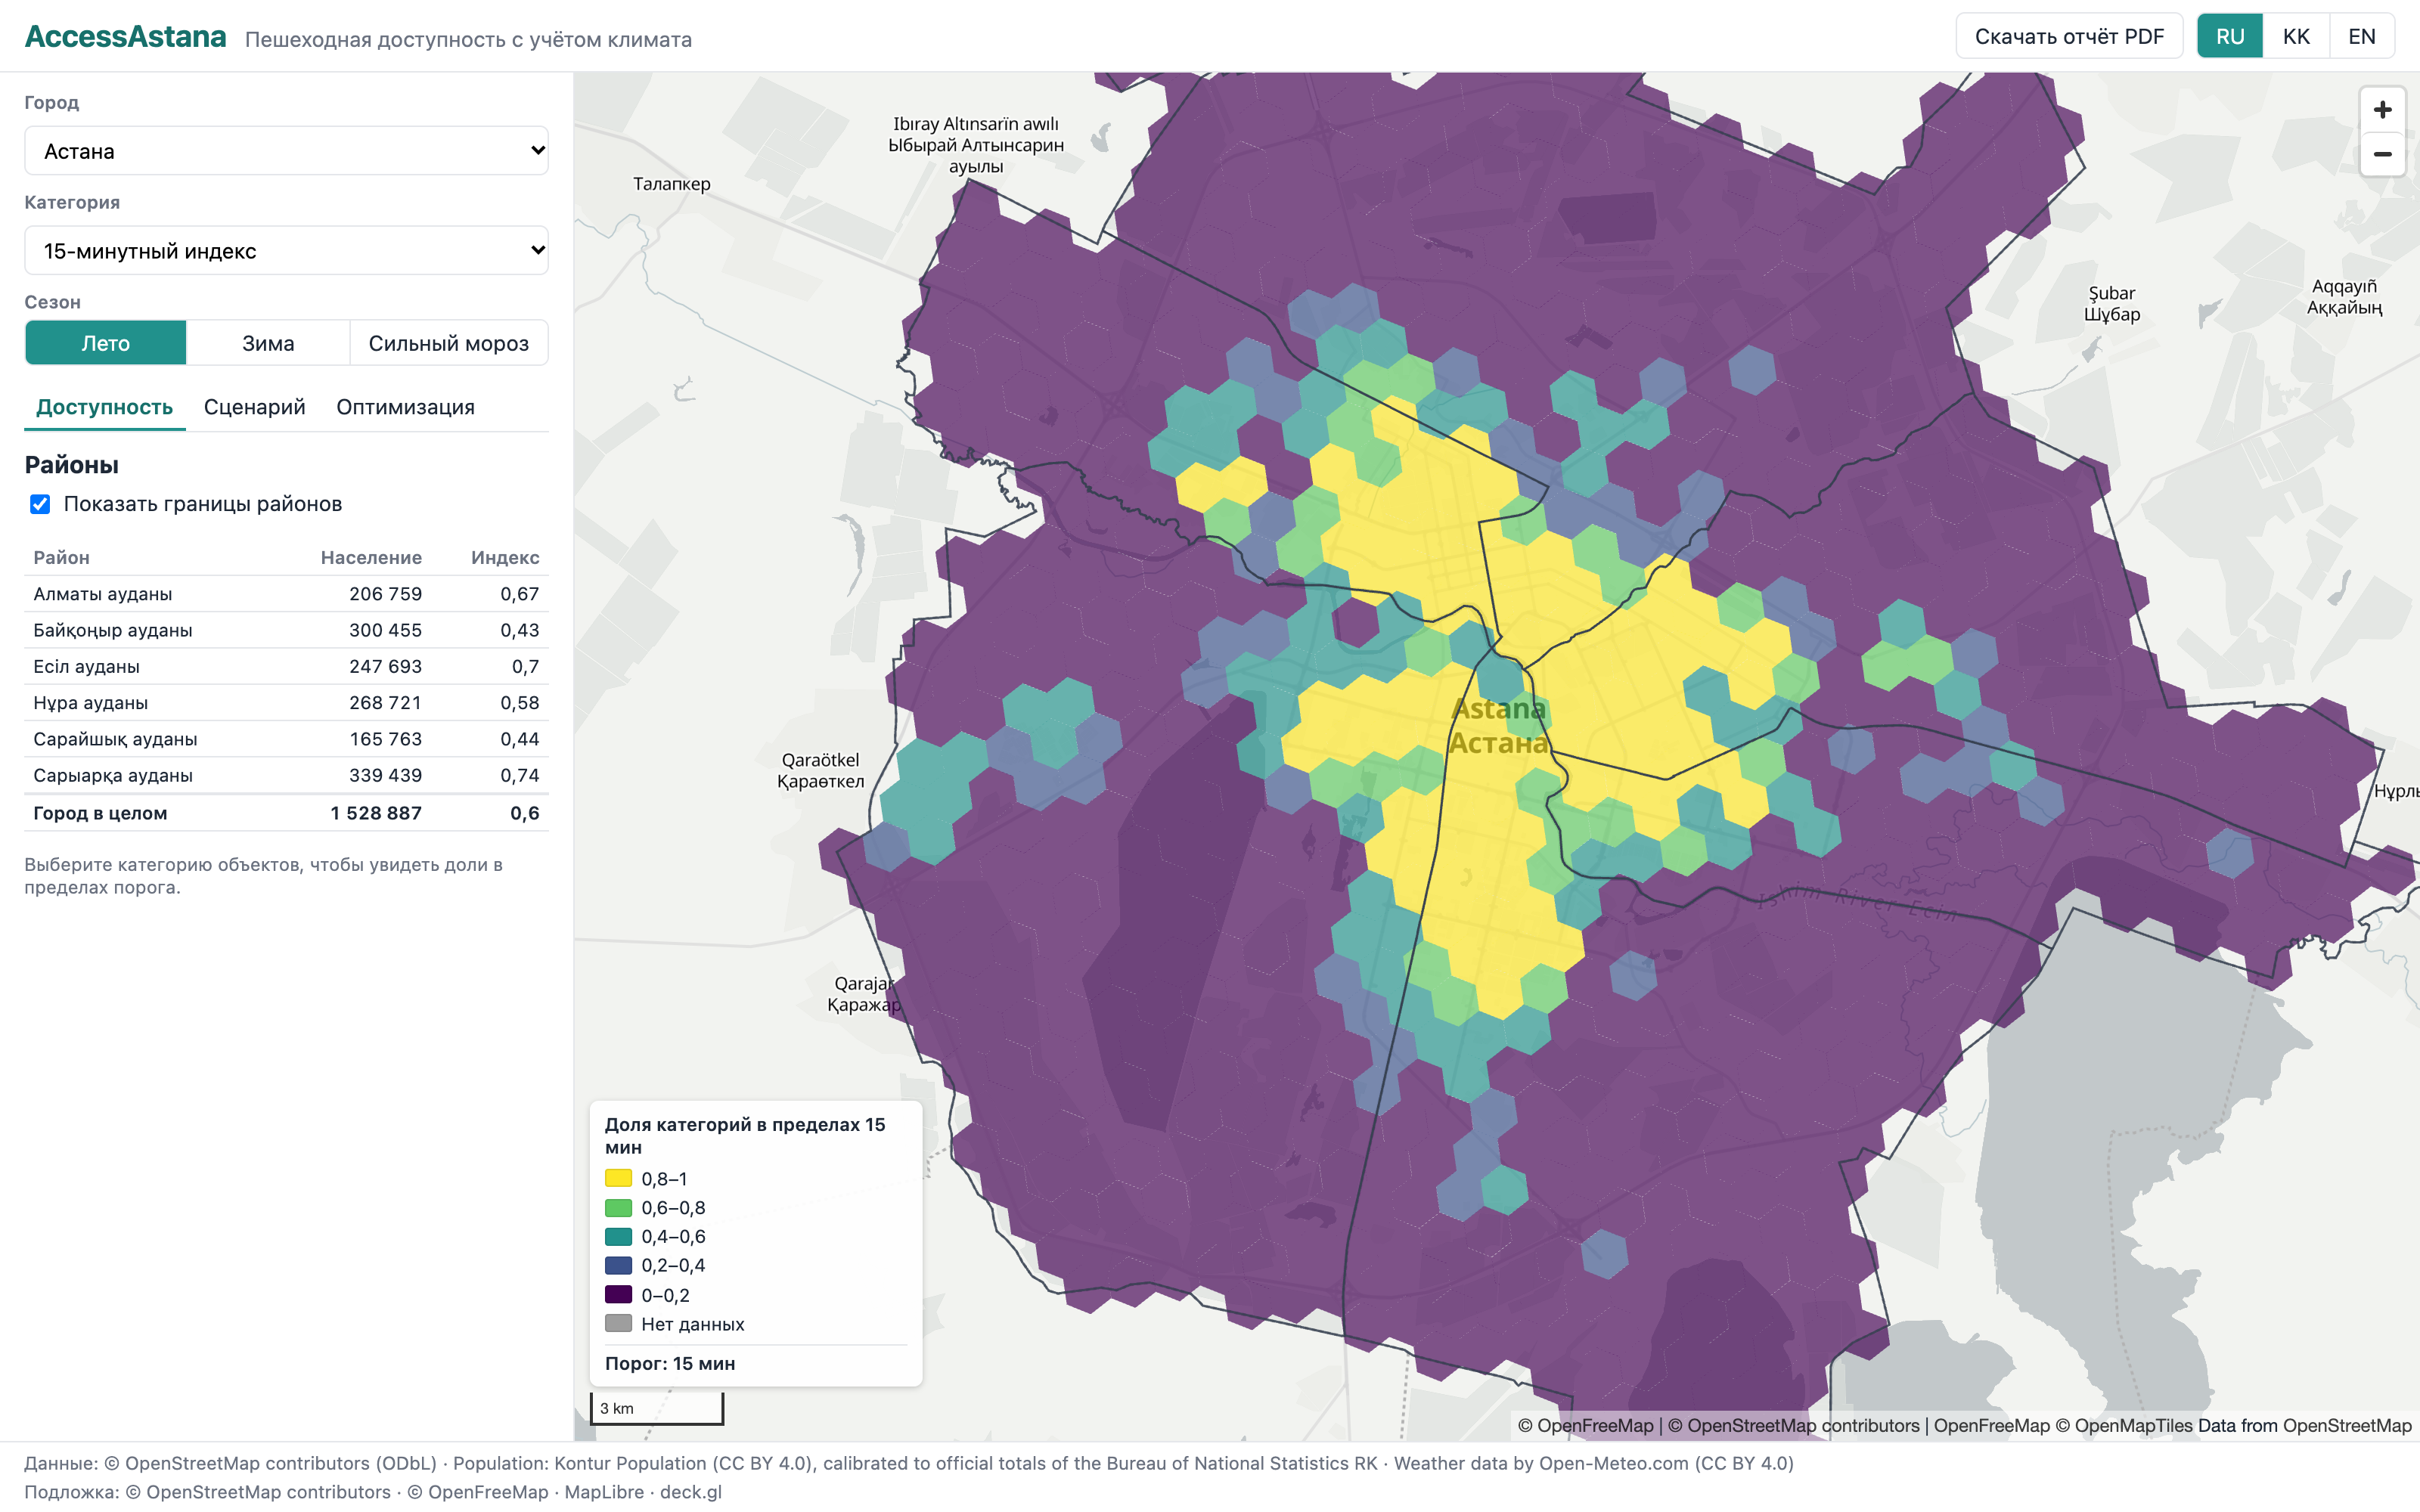 AccessAstana
Пешеходная доступность с учётом климата
Скачать отчёт PDF
RU
KK
EN
Город
Астана
Категория
15-минутный индекс
Сезон
Лето
Зима
Сильный мороз
Доступность
Сценарий
Оптимизация
Районы
Показать границы районов
Район Население Индекс
Алматы ауданы 206 759 0,67
Байқоңыр ауданы 300 455 0,43
Есіл ауданы 247 693 0,7
Нұра ауданы 268 721 0,58
Сарайшық ауданы 165 763 0,44
Сарыарқа ауданы 339 439 0,74
Город в целом 1 528 887 0,6
Выберите категорию объектов, чтобы увидеть доли в
пределах порога.
Ibıray Altınsarïn awılı
Ыбырай Алтынсарин
ауылы
Талапкер
Şubar
Шұбар
Aqqayıñ
Аққайың
Qaraötkel
Қараөткел
Astana
Астана
Нұрлы
Ishim River Есіл
Qarajar
Қаражар
+
−
Доля категорий в пределах 15
мин
0,8–1
0,6–0,8
0,4–0,6
0,2–0,4
0–0,2
Нет данных
Порог: 15 мин
3 km
© OpenFreeMap | © OpenStreetMap contributors | OpenFreeMap © OpenMapTiles Data from OpenStreetMap
Данные: © OpenStreetMap contributors (ODbL) · Population: Kontur Population (CC BY 4.0), calibrated to official totals of the Bureau of National Statistics RK · Weather data by Open-Meteo.com (CC BY 4.0)
Подложка: © OpenStreetMap contributors · © OpenFreeMap · MapLibre · deck.gl